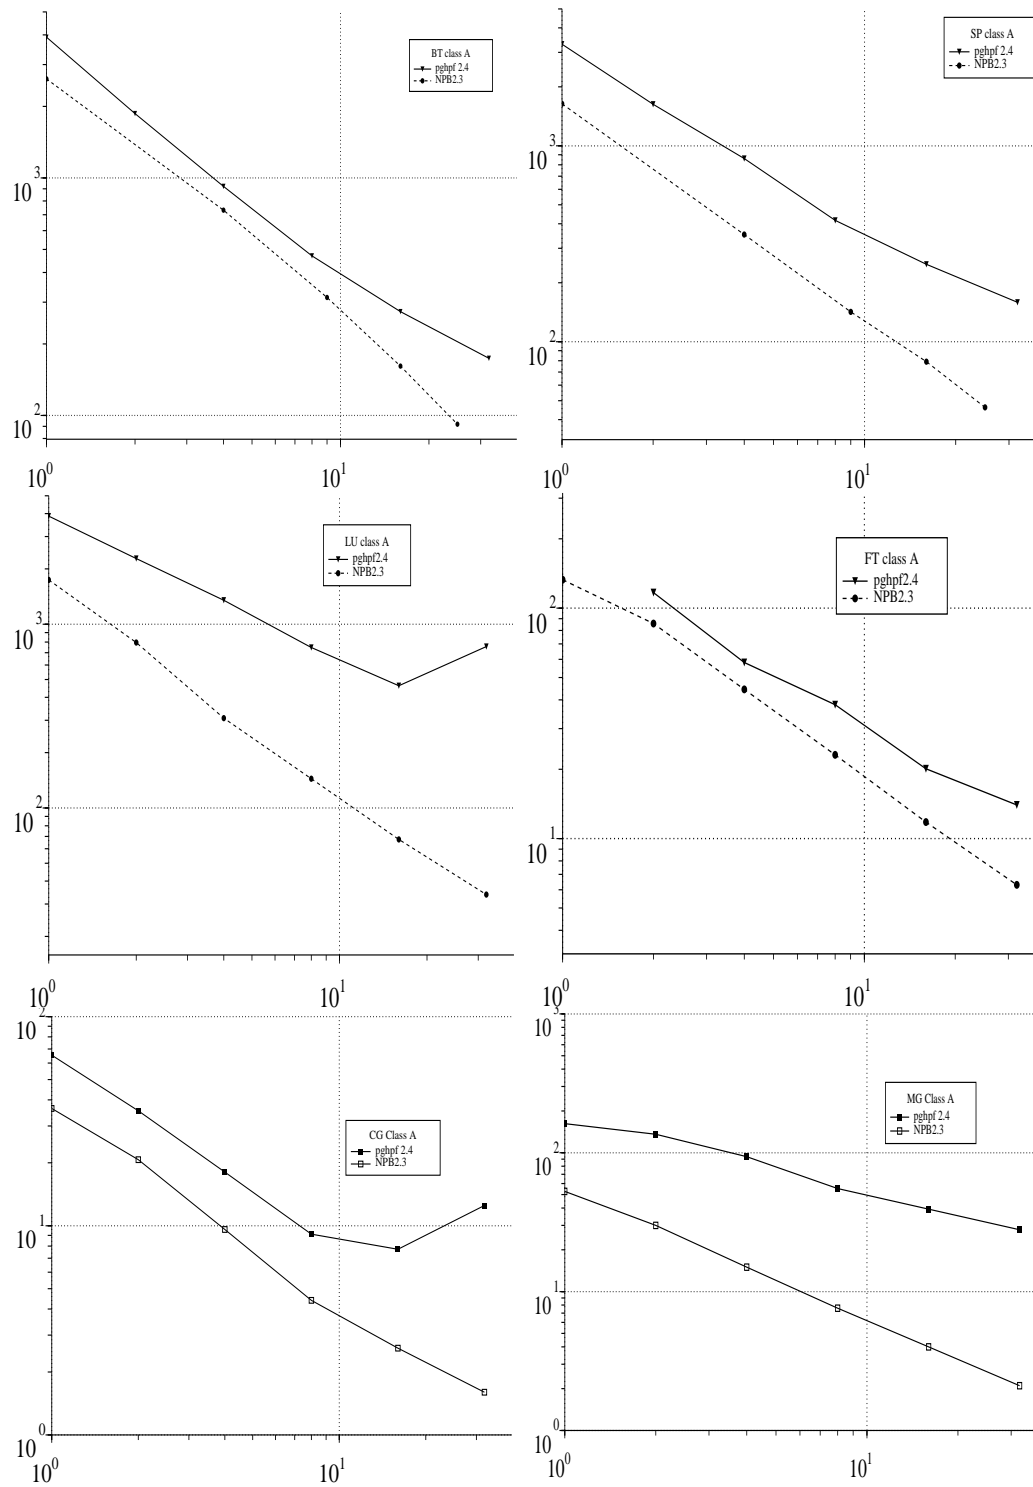 BT class A
pghpf 2.4
NPB2.3
10^3
10^2
10^0 10^1
SP class A
pghpf 2.4
NPB2.3
10^3
10^2
10^0 10^1
LU class A
pghpf2.4
NPB2.3
10^3
10^2
10^0 10^1
FT class A
pghpf2.4
NPB2.3
10^2
10^1
10^0 10^1
10^2
CG Class A
pghpf 2.4
NPB2.3
10^1
10^0
10^0 10^1
10^3
MG Class A
pghpf 2.4
NPB2.3
10^2
10^1
10^0
10^0 10^1